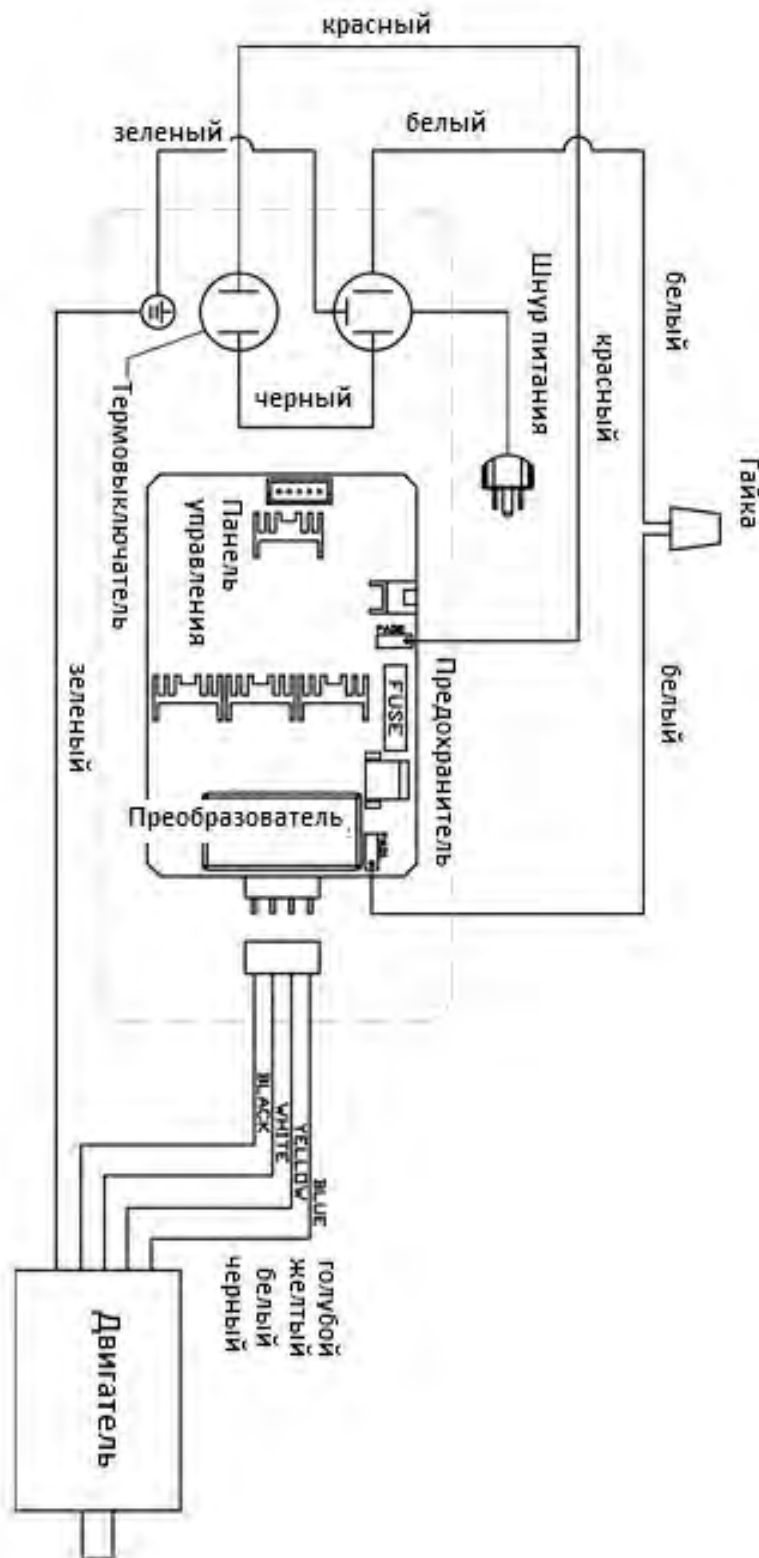 красный
зеленый
белый
Шнур питания
белый
красный
Гайка
черный
Термовыключатель
Панель
управления
зеленый
FUSE
Предохранитель
белый
Преобразователь
BLACK
WHITE
YELLOW
BLUE
голубой
желтый
белый
черный
Двигатель